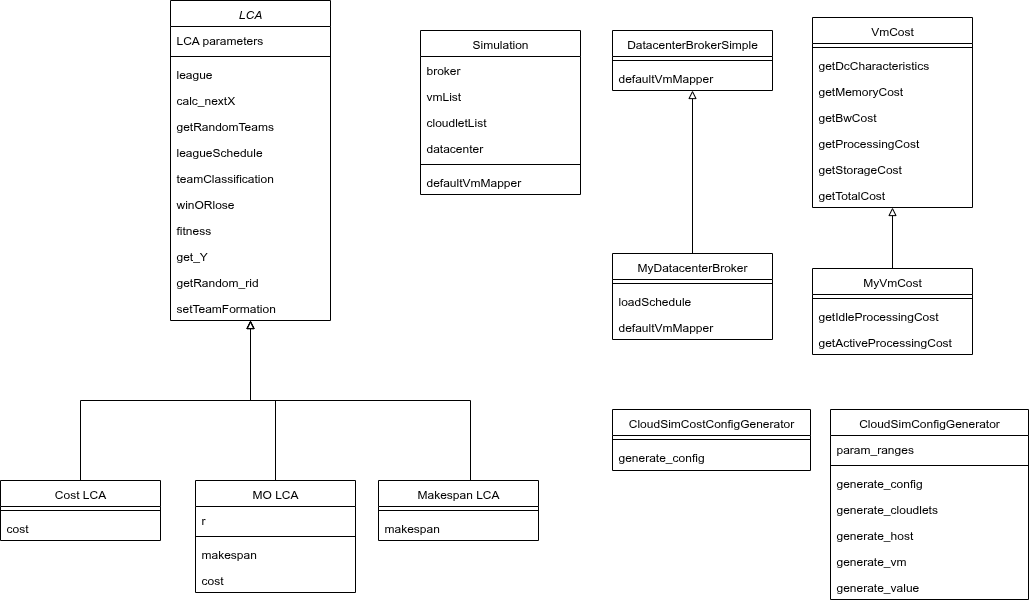 LCA
LCA parameters
league
calc_nextX
getRandomTeams
leagueSchedule
teamClassification
winORlose
fitness
get_Y
getRandom_rid
setTeamFormation
Simulation
broker
vmList
cloudletList
datacenter
defaultVmMapper
DatacenterBrokerSimple
defaultVmMapper
VmCost
getDcCharacteristics
getMemoryCost
getBwCost
getProcessingCost
getStorageCost
getTotalCost
MyDatacenterBroker
loadSchedule
defaultVmMapper
MyVmCost
getIdleProcessingCost
getActiveProcessingCost
Cost LCA
cost
MO LCA
r
makespan
cost
Makespan LCA
makespan
CloudSimCostConfigGenerator
generate_config
CloudSimConfigGenerator
param_ranges
generate_config
generate_cloudlets
generate_host
generate_vm
generate_value